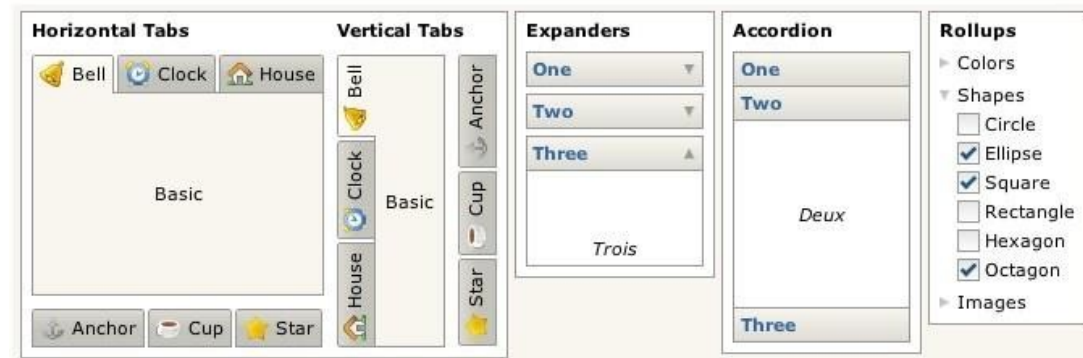 Horizontal Tabs
Bell
Clock
House
Basic
Anchor
Cup
Star
Vertical Tabs
Bell
Clock
House
Basic
Anchor
Cup
Star
Expanders
One
Two
Three
Trois
Accordion
One
Two
Deux
Three
Rollups
Colors
Shapes
Circle
Ellipse
Square
Rectangle
Hexagon
Octagon
Images